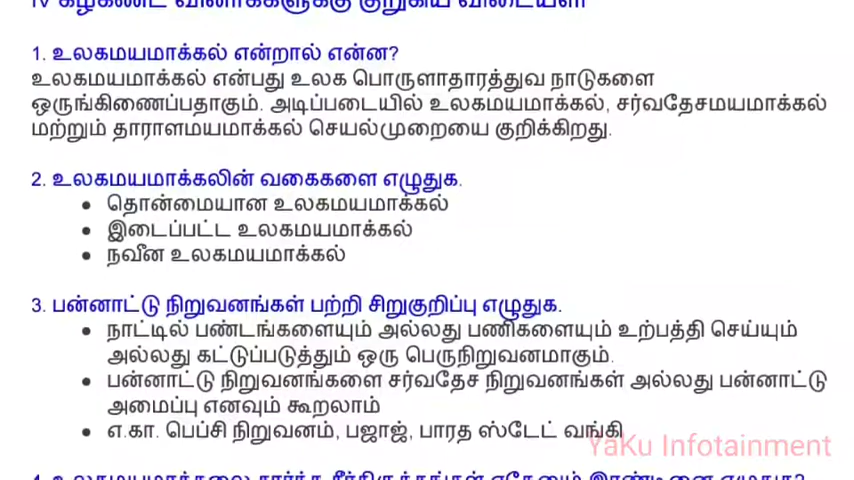 IV கீழ்கண்ட வினாக்களுக்கு குறுகிய விடையளி
1. உலகமயமாக்கல் என்றால் என்ன?
உலகமயமாக்கல் என்பது உலக பொருளாதாரத்துவ நாடுகளை
ஒருங்கிணைப்பதாகும். அடிப்படையில் உலகமயமாக்கல், சர்வதேசமயமாக்கல்
மற்றும் தாராளமயமாக்கல் செயல்முறையை குறிக்கிறது.
2. உலகமயமாக்கலின் வகைகளை எழுதுக.
• தொன்மையான உலகமயமாக்கல்
• இடைப்பட்ட உலகமயமாக்கல்
• நவீன உலகமயமாக்கல்
3. பன்னாட்டு நிறுவனங்கள் பற்றி சிறுகுறிப்பு எழுதுக.
• நாட்டில் பண்டங்களையும் அல்லது பணிகளையும் உற்பத்தி செய்யும்
அல்லது கட்டுப்படுத்தும் ஒரு பெருநிறுவனமாகும்.
• பன்னாட்டு நிறுவனங்களை சர்வதேச நிறுவனங்கள் அல்லது பன்னாட்டு
அமைப்பு எனவும் கூறலாம்
• எ.கா. பெப்சி நிறுவனம், பஜாஜ், பாரத ஸ்டேட் வங்கி
YaKu Infotainment